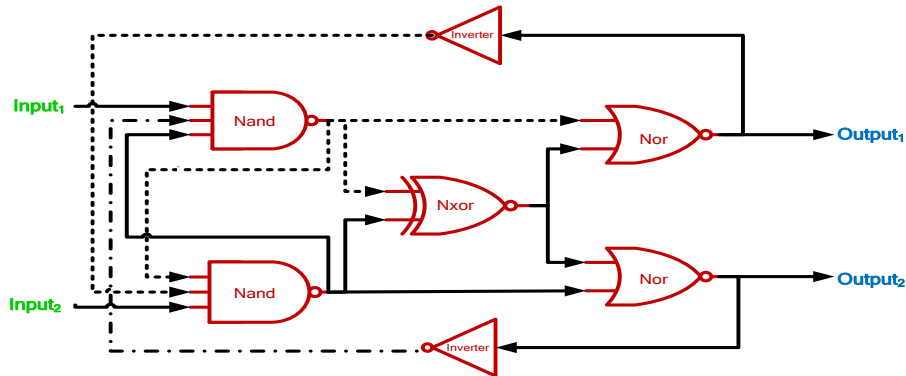 Inverter
Input1
Nand
Nor
Output1
Nxor
Nand
Nor
Output2
Input2
Inverter